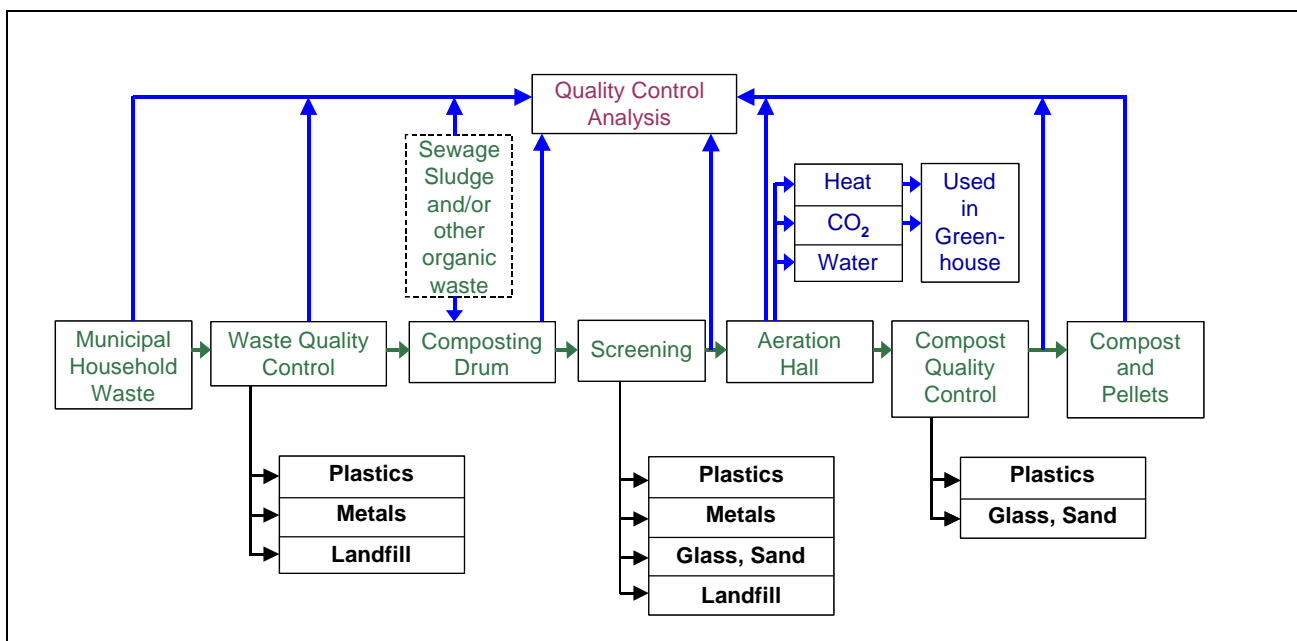 Quality Control
Analysis
Sewage
Sludge
and/or
other
organic
waste
Heat
CO₂
Water
Used
in
Green-
house
Municipal
Household
Waste
Waste Quality
Control
Composting
Drum
Screening
Aeration
Hall
Compost
Quality
Control
Compost
and
Pellets
Plastics
Metals
Landfill
Plastics
Metals
Glass, Sand
Landfill
Plastics
Glass, Sand